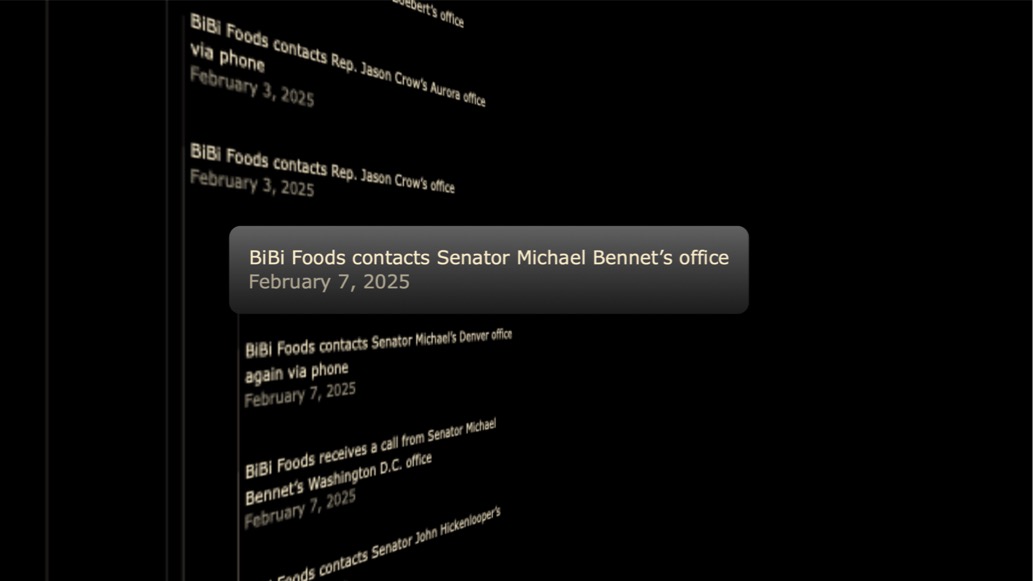 oebert's office
BiBi Foods contacts Rep. Jason Crow's Aurora office
via phone
February 3, 2025
BiBi Foods contacts Rep. Jason Crow's office
February 3, 2025
BiBi Foods contacts Senator Michael Bennet's office
February 7, 2025
BiBi Foods contacts Senator Michael's Denver office
again via phone
February 7, 2025
BiBi Foods receives a call from Senator Michael
Bennet's Washington D.C. office
February 7, 2025
Foods contacts Senator John Hickenlooper's